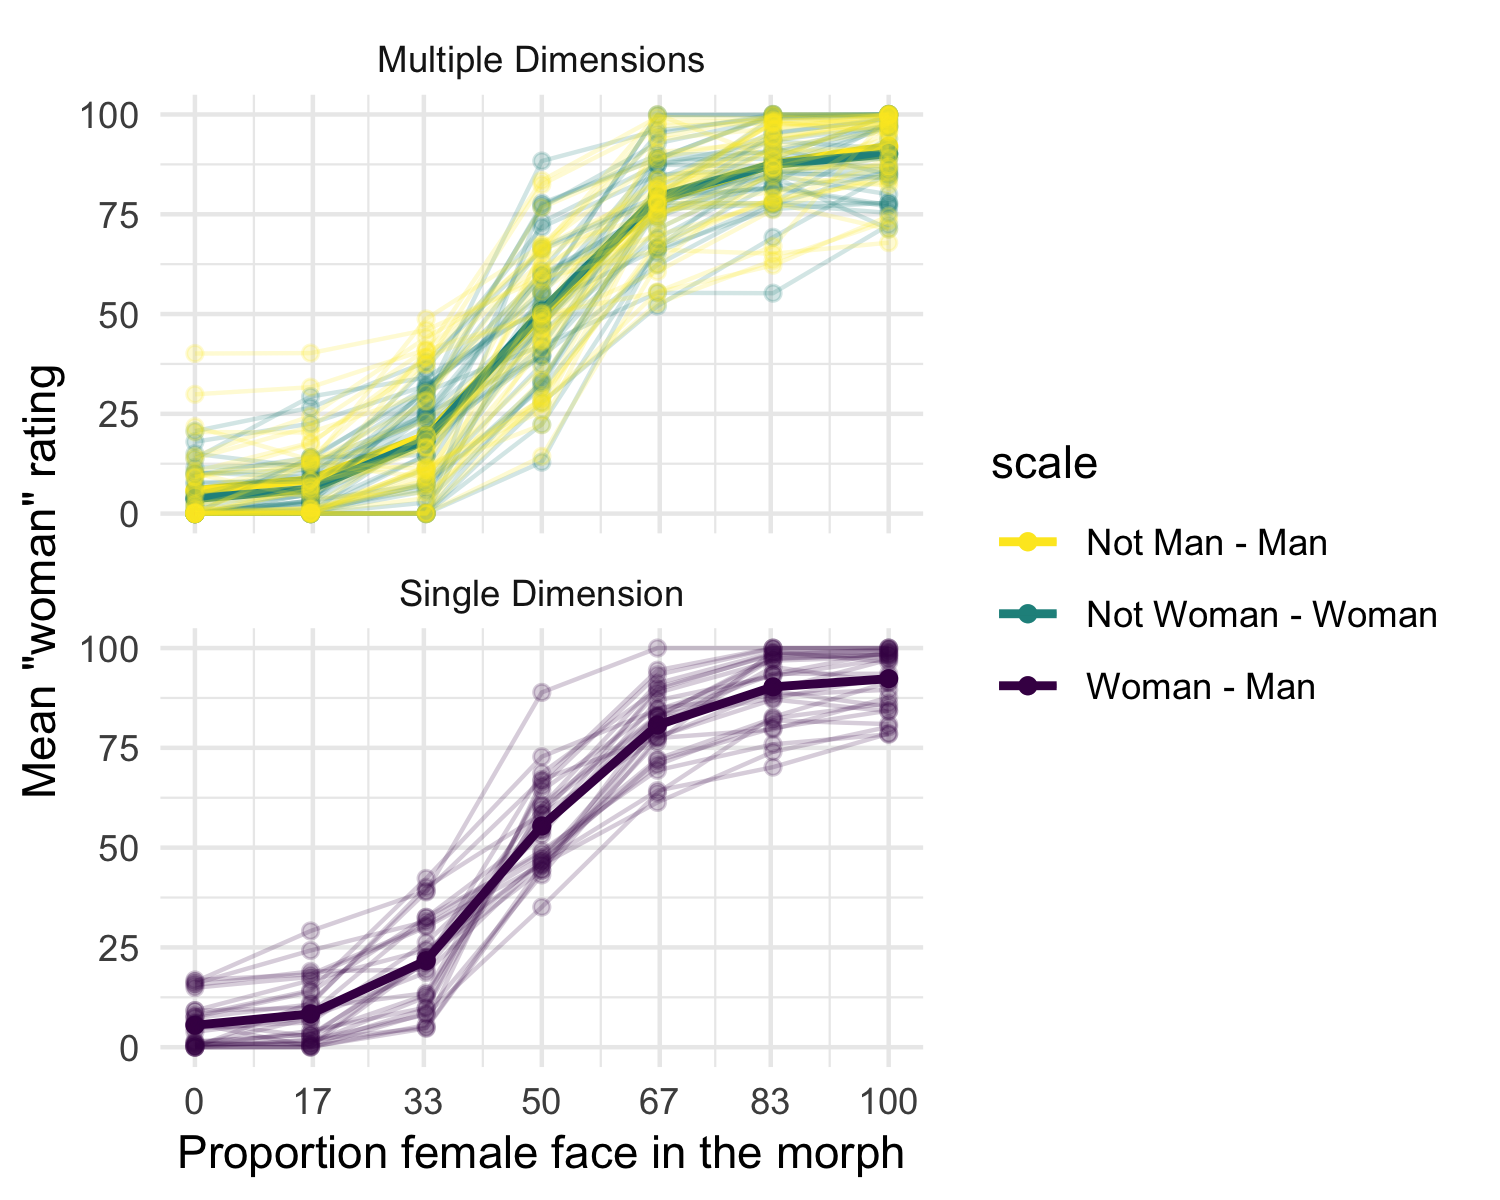 Multiple Dimensions
100
75
50
25
0
Single Dimension
100
75
50
25
0
0 17 33 50 67 83 100
Proportion female face in the morph
Mean "woman" rating
scale
Not Man - Man
Not Woman - Woman
Woman - Man